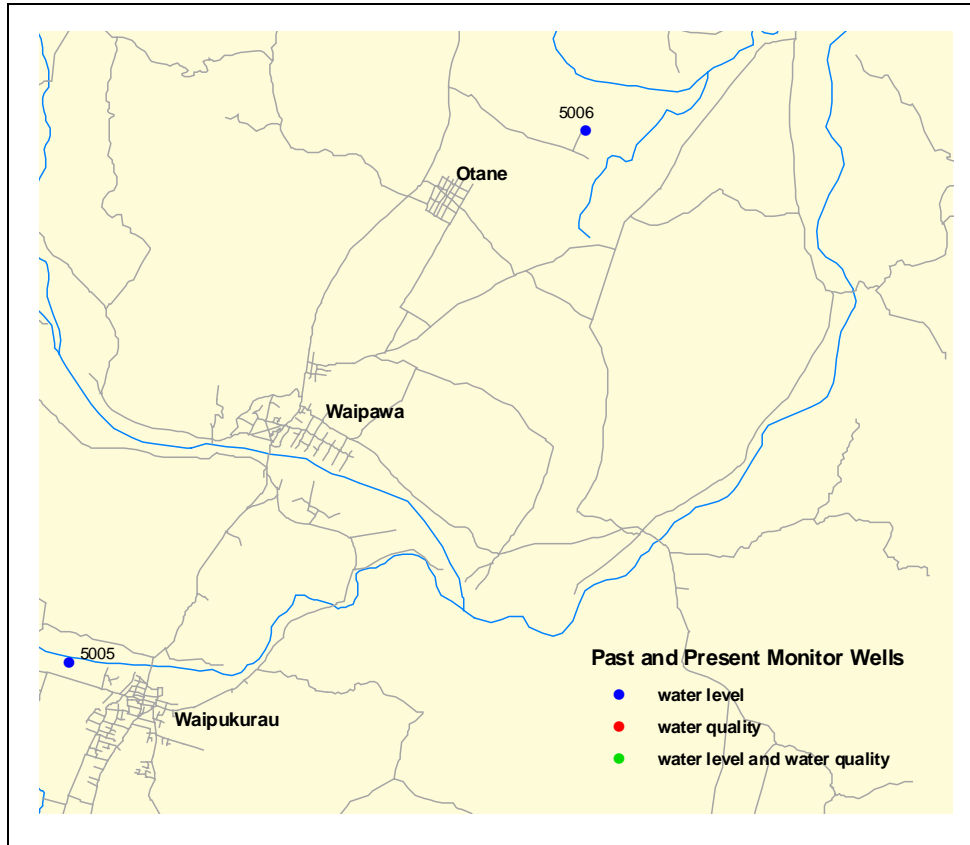 5006
Otane
Waipawa
5005
Waipukurau
Past and Present Monitor Wells
water level
water quality
water level and water quality